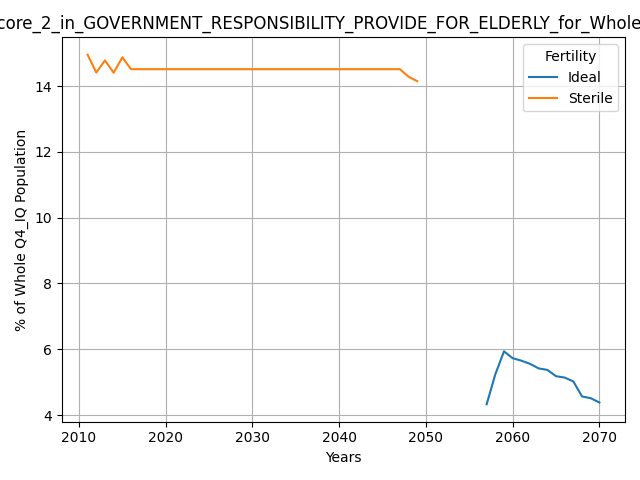 core_2_in_GOVERNMENT_RESPONSIBILITY_PROVIDE_FOR_ELDERLY_for_Whole
Fertility
Ideal
Sterile
% of Whole Q4_IQ Population
14
12
10
8
6
4
2010 2020 2030 2040 2050 2060 2070
Years